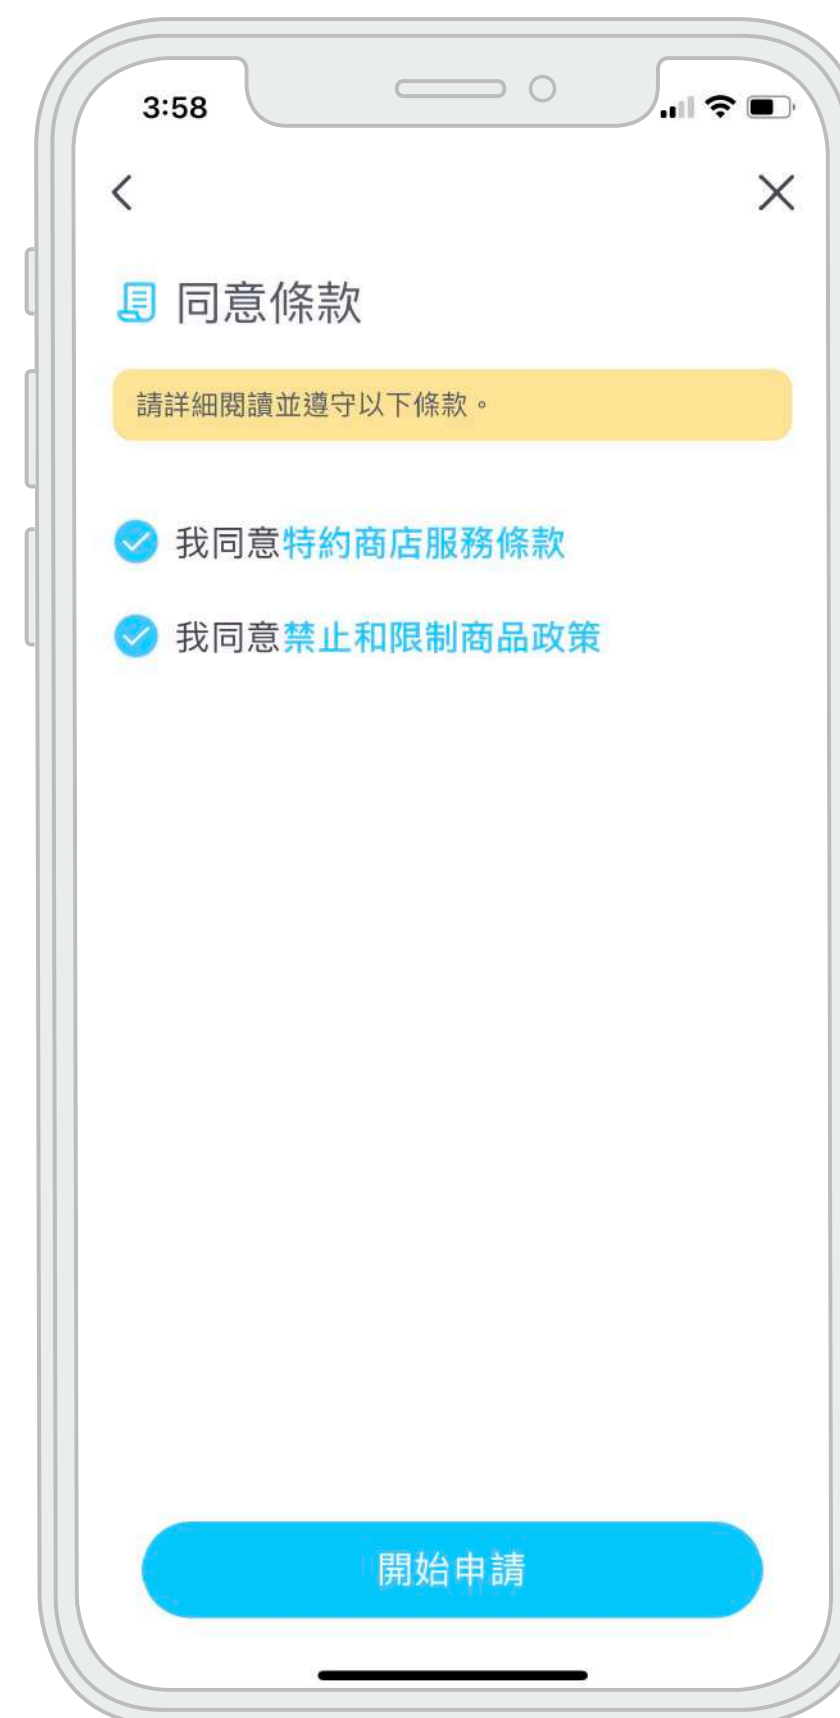 3:58
同意條款
請詳細閱讀並遵守以下條款。
我同意特約商店服務條款
我同意禁止和限制商品政策
開始申請